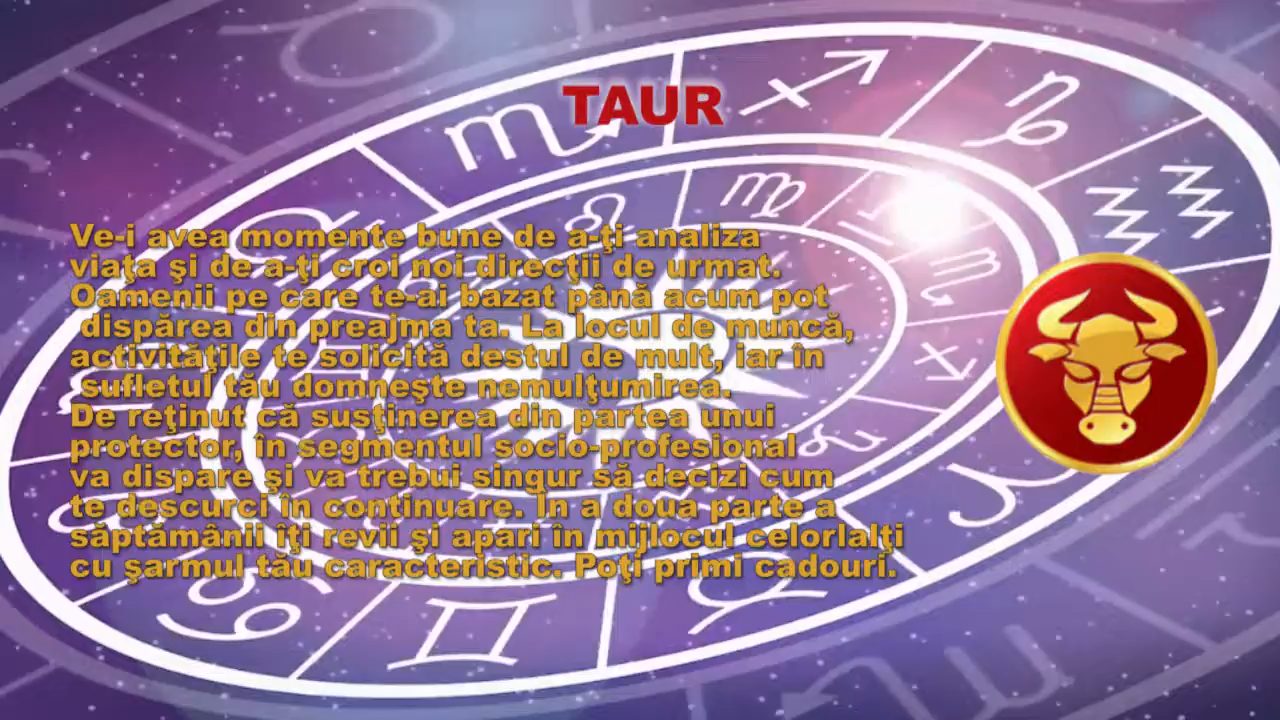 TAUR
Ve-i avea momente bune de a-ţi analiza
viaţa şi de a-ţi croi noi direcţii de urmat.
Oamenii pe care te-ai bazat până acum pot
dispărea din preajma ta. La locul de muncă,
activităţile te solicită destul de mult, iar în
sufletul tău domneşte nemulţumirea.
De reţinut că susţinerea din partea unui
protector, în segmentul socio-profesional
va dispare şi va trebui singur să decizi cum
te descurci în continuare. În a doua parte a
săptămânii îţi revii şi apari în mijlocul celorlalţi
cu şarmul tău caracteristic. Poţi primi cadouri.